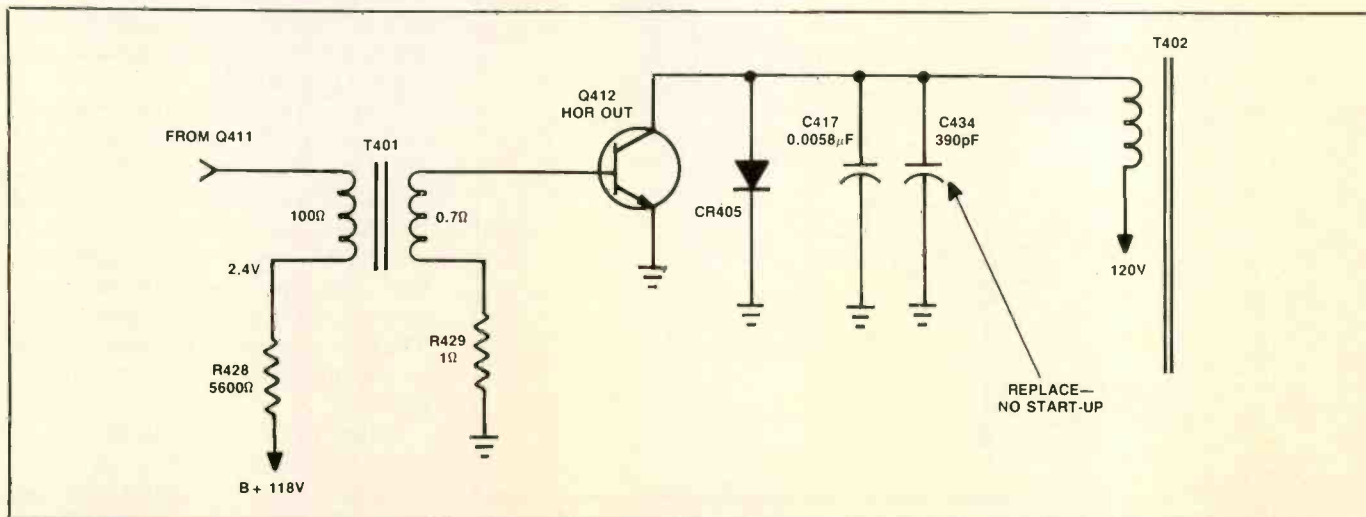 T402
Q412
HOR OUT
FROM Q411
T401
C417
0.0058µF
C434
390pF
100Ω
0.7Ω
CR405
2.4V
120V
R429
1Ω
R428
5600Ω
REPLACE—
NO START-UP
B + 118V